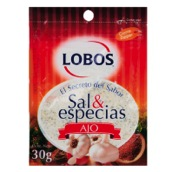 LOBOS
El Secreto del Sabor
Sal &
especias
AJO
30g